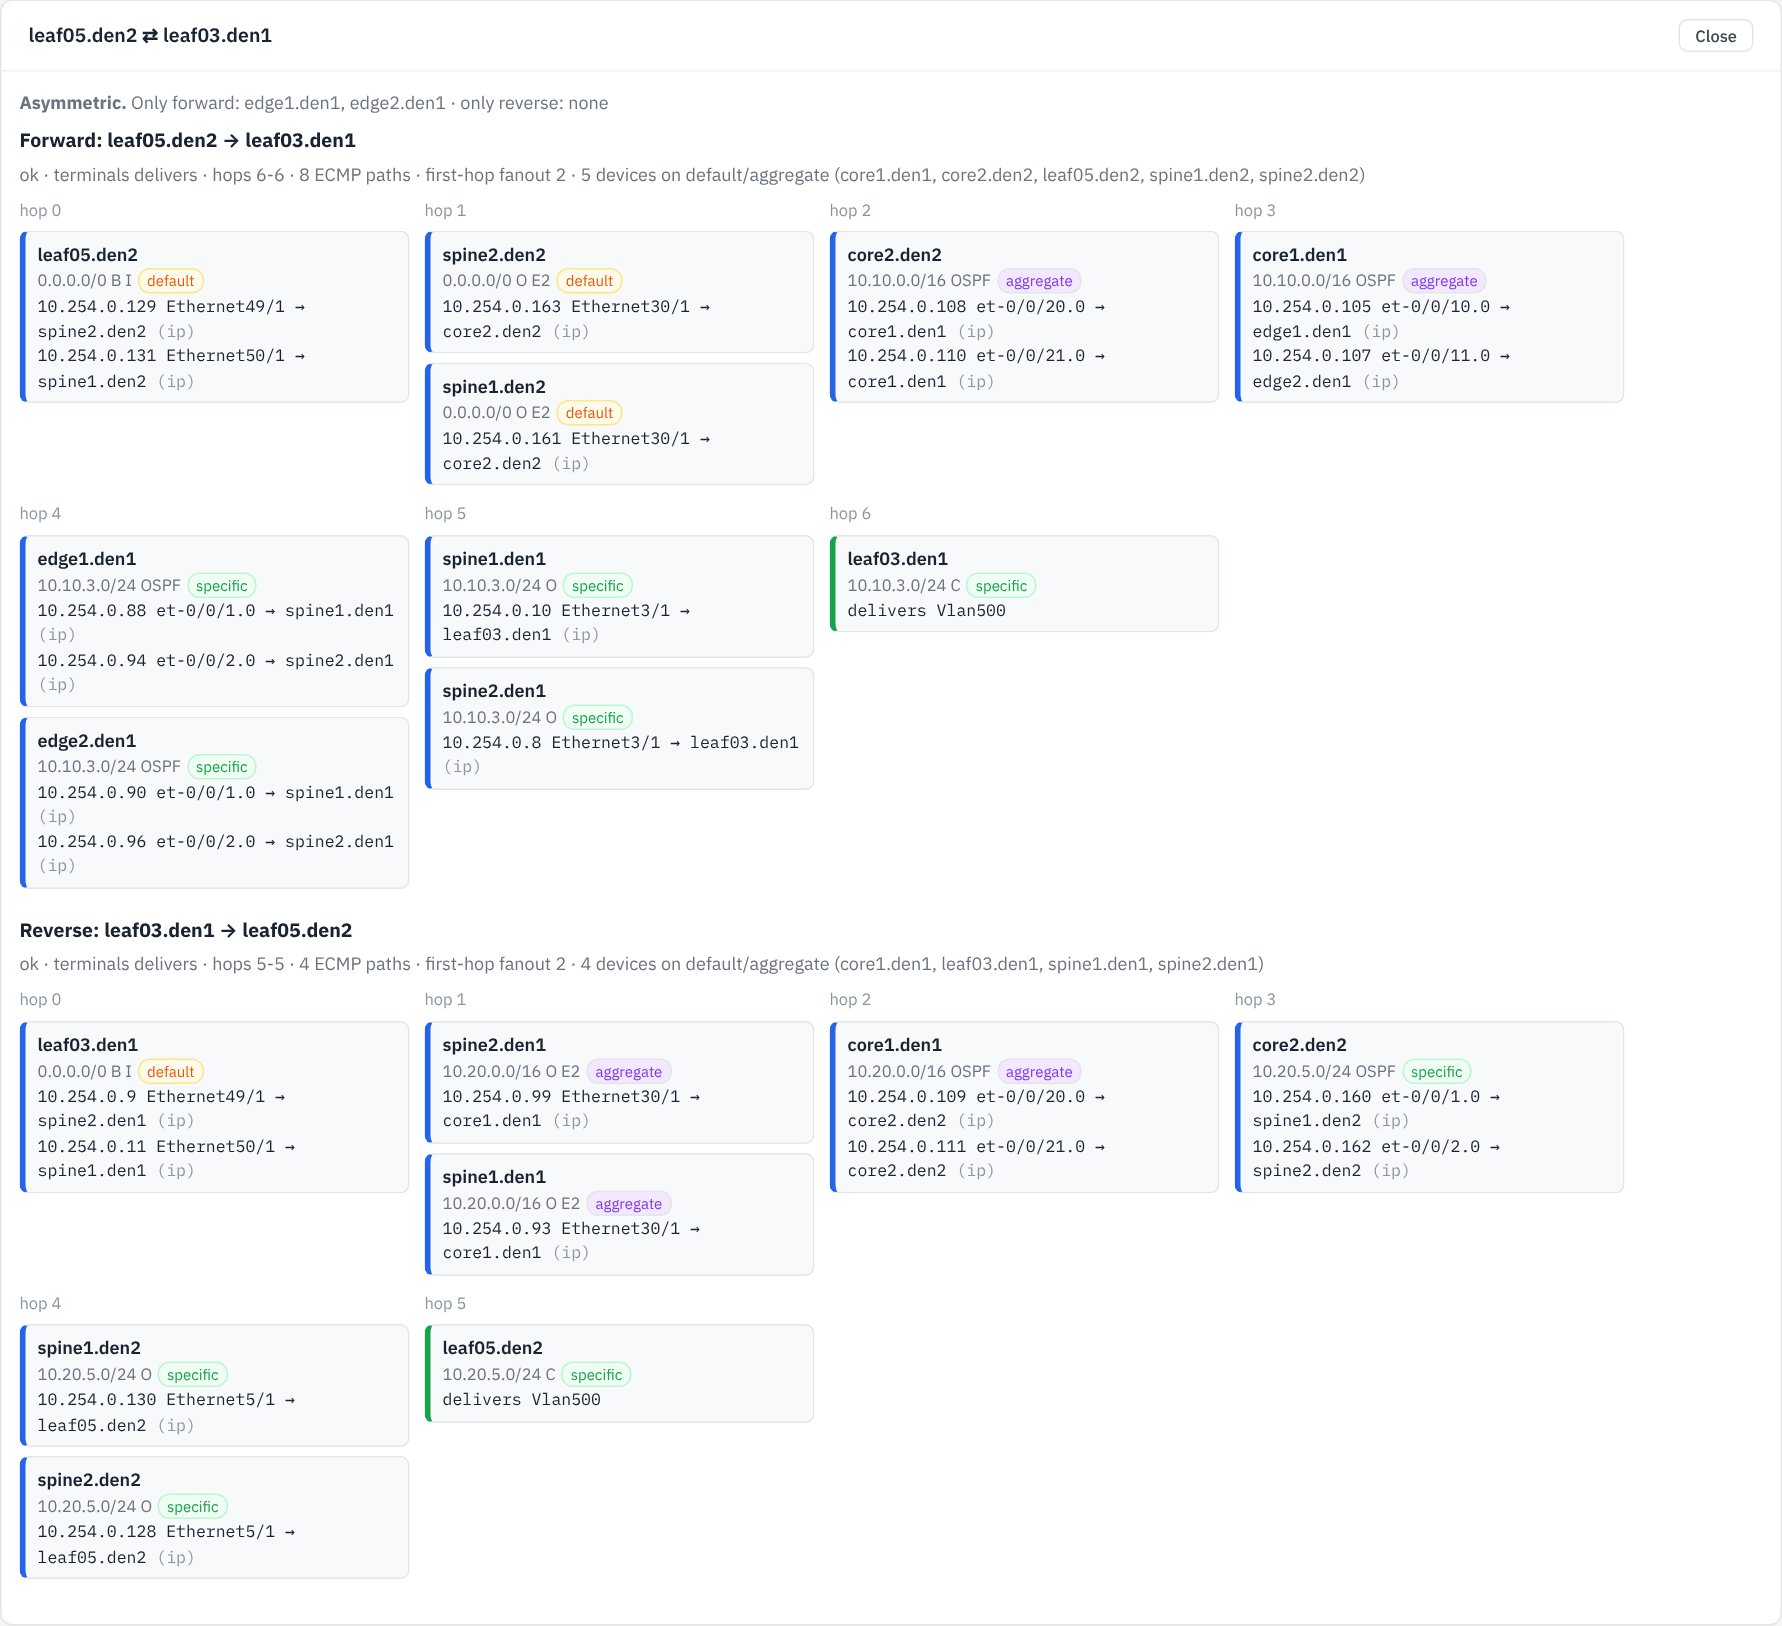 leaf05.den2 ⇄ leaf03.den1
Close
Asymmetric. Only forward: edge1.den1, edge2.den1 · only reverse: none
Forward: leaf05.den2 → leaf03.den1
ok · terminals delivers · hops 6-6 · 8 ECMP paths · first-hop fanout 2 · 5 devices on default/aggregate (core1.den1, core2.den2, leaf05.den2, spine1.den2, spine2.den2)
hop 0
leaf05.den2
0.0.0.0/0 B I default
10.254.0.129 Ethernet49/1 →
spine2.den2 (ip)
10.254.0.131 Ethernet50/1 →
spine1.den2 (ip)
hop 1
spine2.den2
0.0.0.0/0 O E2 default
10.254.0.163 Ethernet30/1 →
core2.den2 (ip)
spine1.den2
0.0.0.0/0 O E2 default
10.254.0.161 Ethernet30/1 →
core2.den2 (ip)
hop 2
core2.den2
10.10.0.0/16 OSPF aggregate
10.254.0.108 et-0/0/20.0 →
core1.den1 (ip)
10.254.0.110 et-0/0/21.0 →
core1.den1 (ip)
hop 3
core1.den1
10.10.0.0/16 OSPF aggregate
10.254.0.105 et-0/0/10.0 →
edge1.den1 (ip)
10.254.0.107 et-0/0/11.0 →
edge2.den1 (ip)
hop 4
edge1.den1
10.10.3.0/24 OSPF specific
10.254.0.88 et-0/0/1.0 → spine1.den1
(ip)
10.254.0.94 et-0/0/2.0 → spine2.den1
(ip)
edge2.den1
10.10.3.0/24 OSPF specific
10.254.0.90 et-0/0/1.0 → spine1.den1
(ip)
10.254.0.96 et-0/0/2.0 → spine2.den1
(ip)
hop 5
spine1.den1
10.10.3.0/24 O specific
10.254.0.10 Ethernet3/1 →
leaf03.den1 (ip)
spine2.den1
10.10.3.0/24 O specific
10.254.0.8 Ethernet3/1 → leaf03.den1
(ip)
hop 6
leaf03.den1
10.10.3.0/24 C specific
delivers Vlan500
Reverse: leaf03.den1 → leaf05.den2
ok · terminals delivers · hops 5-5 · 4 ECMP paths · first-hop fanout 2 · 4 devices on default/aggregate (core1.den1, leaf03.den1, spine1.den1, spine2.den1)
hop 0
leaf03.den1
0.0.0.0/0 B I default
10.254.0.9 Ethernet49/1 →
spine2.den1 (ip)
10.254.0.11 Ethernet50/1 →
spine1.den1 (ip)
hop 1
spine2.den1
10.20.0.0/16 O E2 aggregate
10.254.0.99 Ethernet30/1 →
core1.den1 (ip)
spine1.den1
10.20.0.0/16 O E2 aggregate
10.254.0.93 Ethernet30/1 →
core1.den1 (ip)
hop 2
core1.den1
10.20.0.0/16 OSPF aggregate
10.254.0.109 et-0/0/20.0 →
core2.den2 (ip)
10.254.0.111 et-0/0/21.0 →
core2.den2 (ip)
hop 3
core2.den2
10.20.5.0/24 OSPF specific
10.254.0.160 et-0/0/1.0 →
spine1.den2 (ip)
10.254.0.162 et-0/0/2.0 →
spine2.den2 (ip)
hop 4
spine1.den2
10.20.5.0/24 O specific
10.254.0.130 Ethernet5/1 →
leaf05.den2 (ip)
spine2.den2
10.20.5.0/24 O specific
10.254.0.128 Ethernet5/1 →
leaf05.den2 (ip)
hop 5
leaf05.den2
10.20.5.0/24 C specific
delivers Vlan500